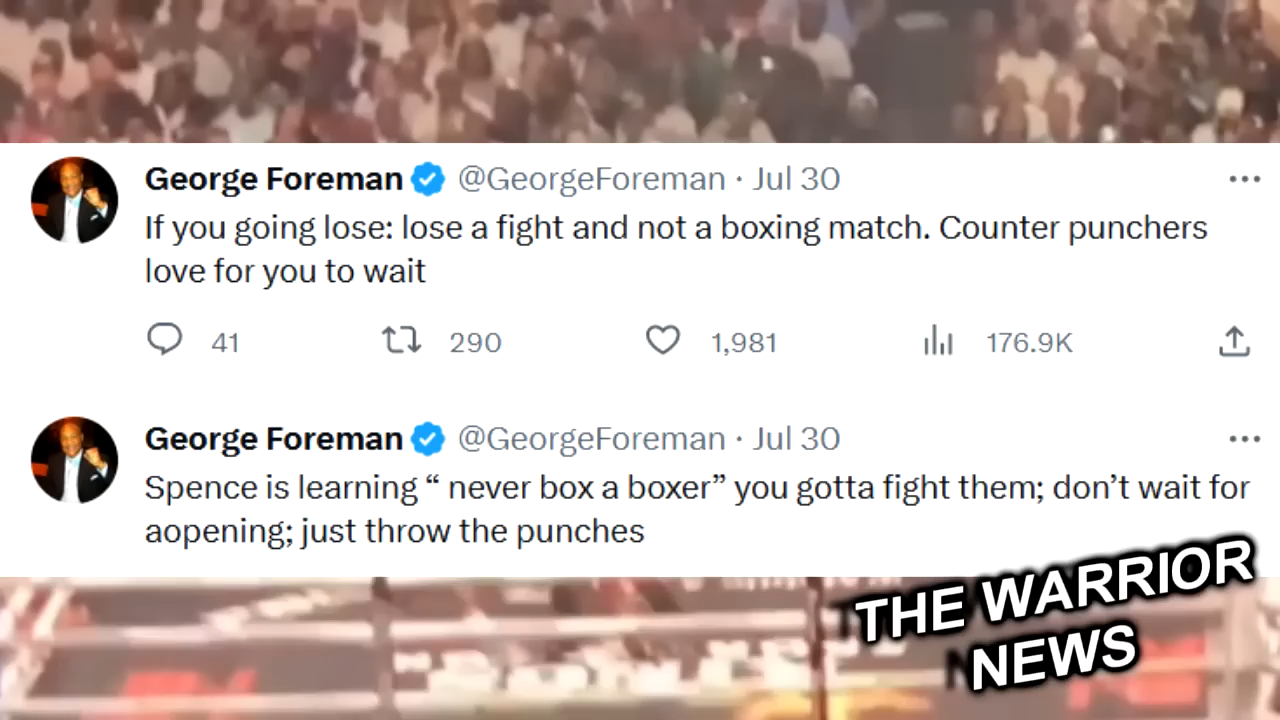 George Foreman @GeorgeForeman · Jul 30
If you going lose: lose a fight and not a boxing match. Counter punchers
love for you to wait
41 290 1,981 176.9K
George Foreman @GeorgeForeman · Jul 30
Spence is learning “ never box a boxer” you gotta fight them; don’t wait for
aopening; just throw the punches
THE WARRIOR
NEWS